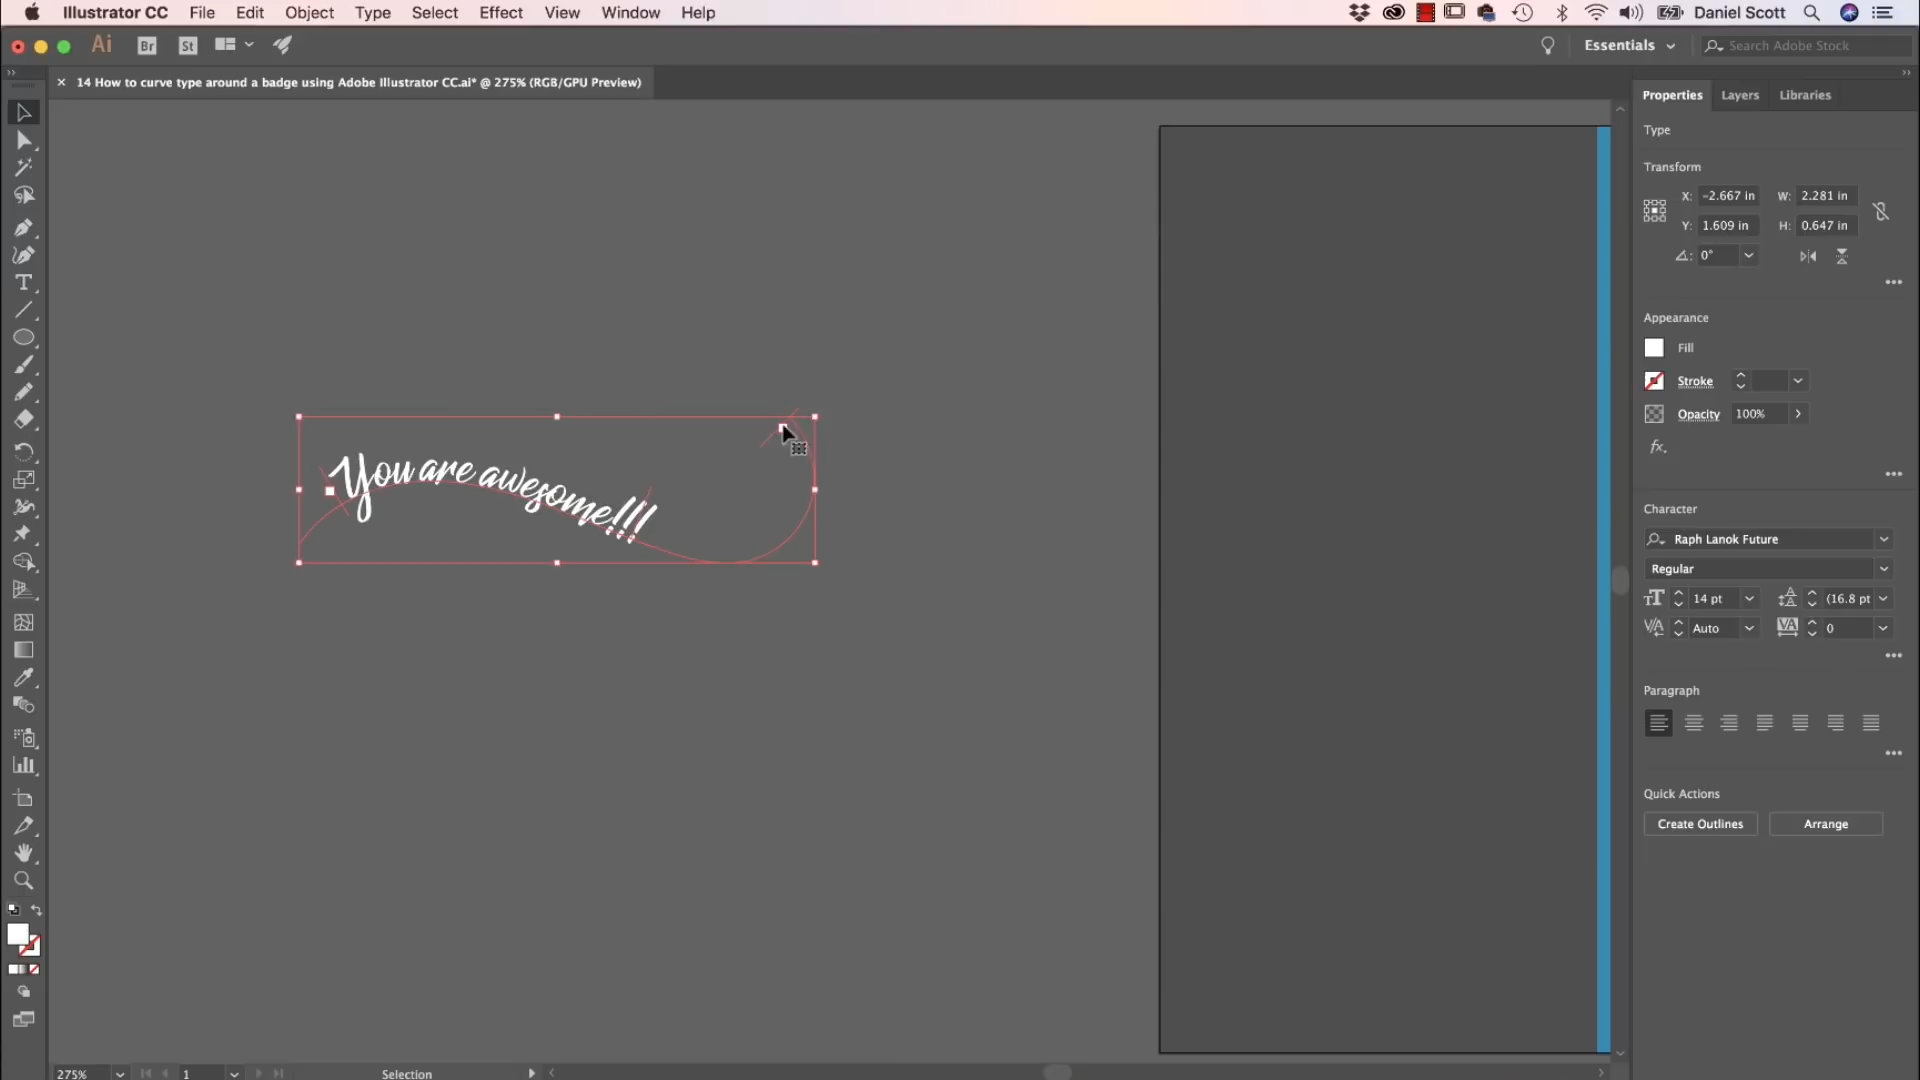 Illustrator CC File Edit Object Type Select Effect View Window Help Daniel Scott
Ai Br St Essentials Search Adobe Stock
14 How to curve type around a badge using Adobe Illustrator CC.ai* @ 275% (RGB/GPU Preview)
Properties Layers Libraries
Type
Transform
X: -2.667 in W: 2.281 in
Y: 1.609 in H: 0.647 in
0°
Appearance
Fill
Stroke
Opacity 100%
fx.
You are awesome!!!
Character
Raph Lanok Future
Regular
14 pt (16.8 pt
Auto 0
Paragraph
Quick Actions
Create Outlines Arrange
275% 1 Selection